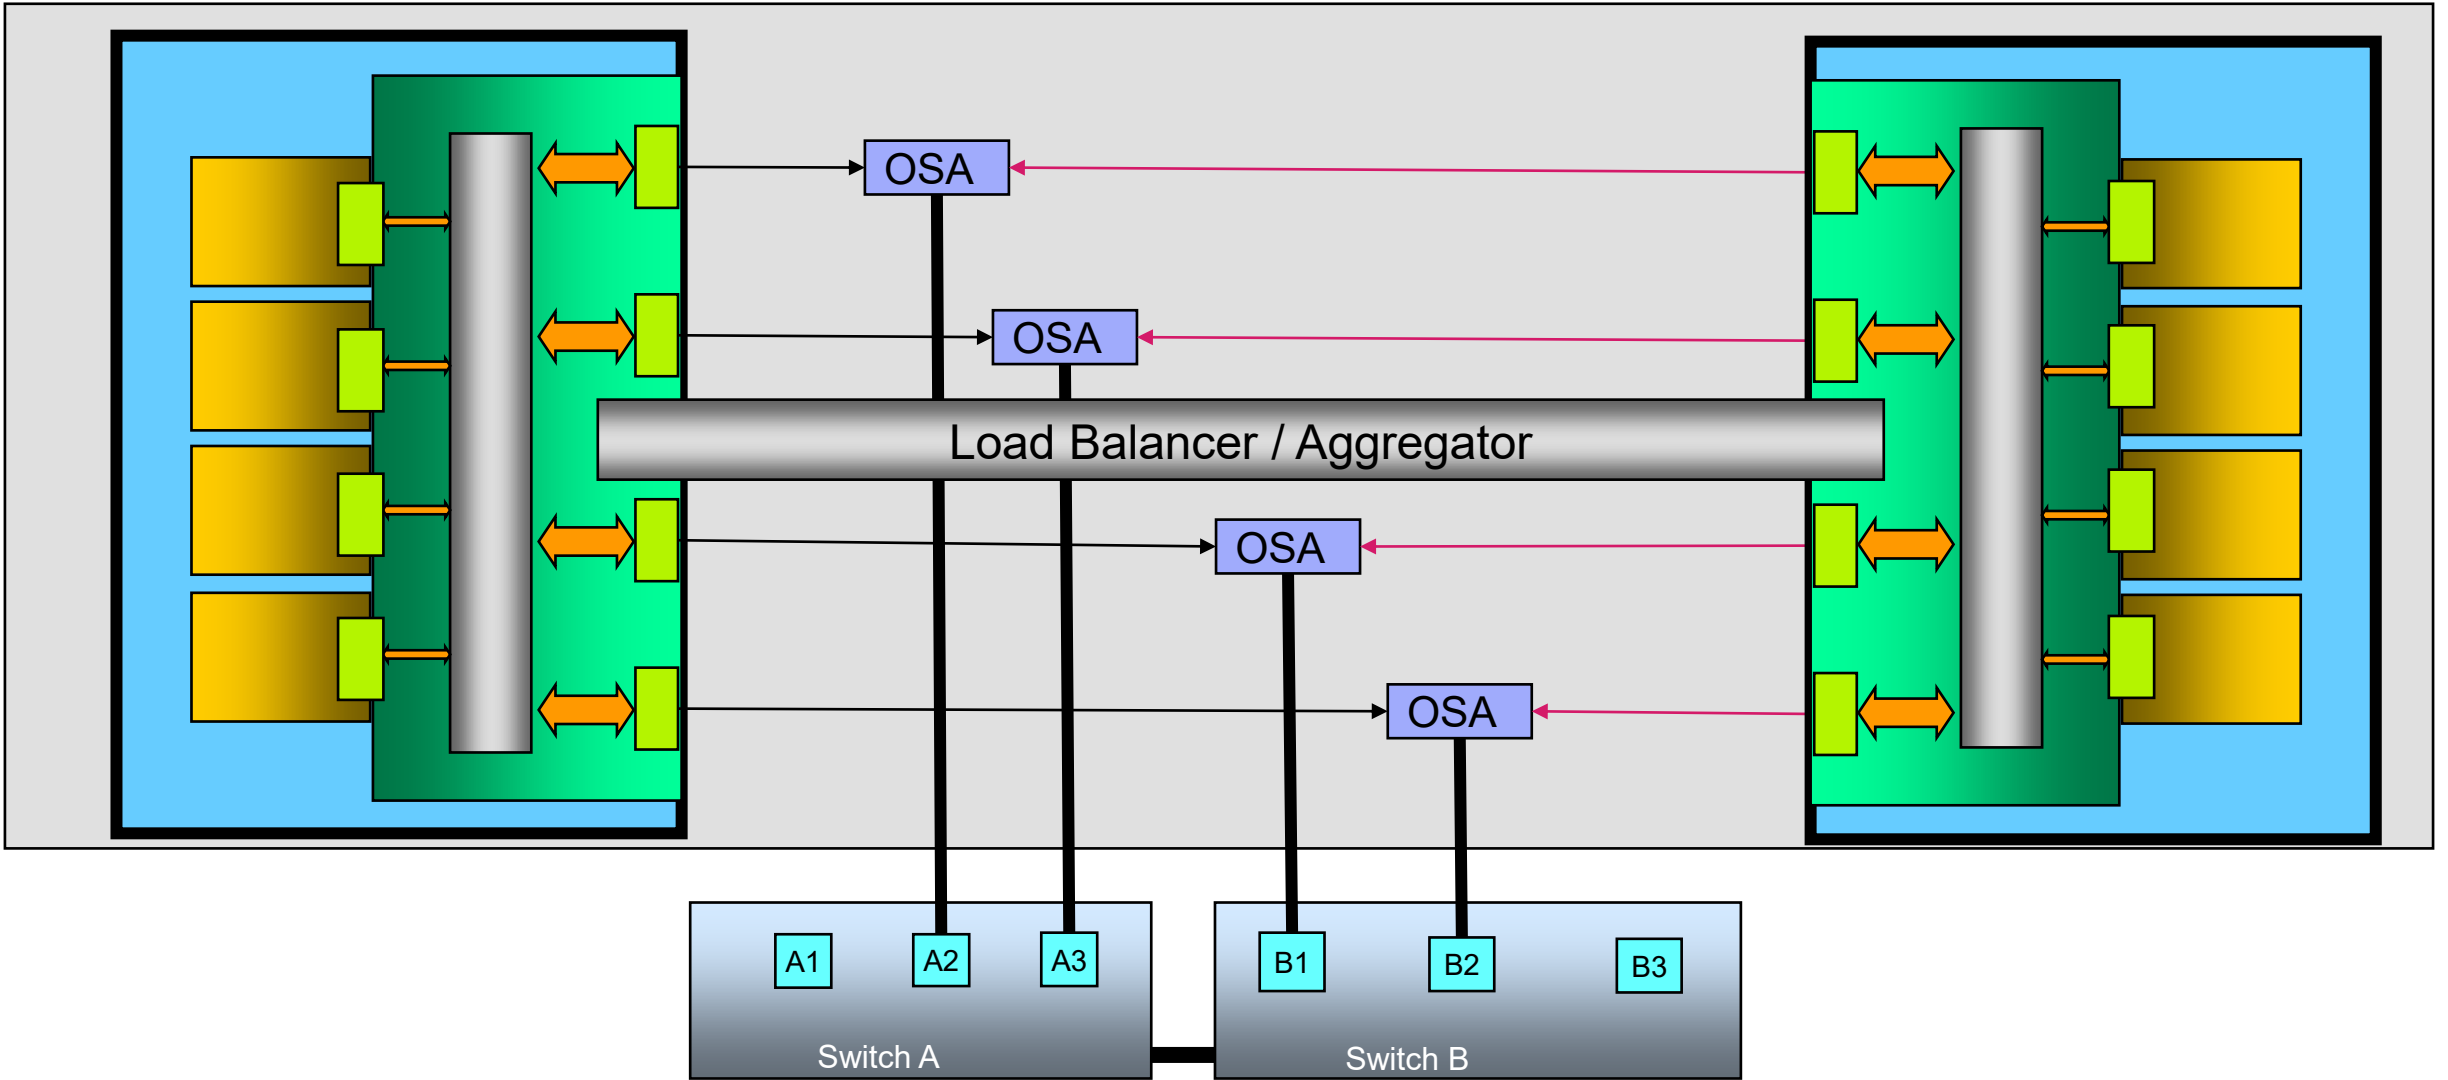 OSA
OSA
Load Balancer / Aggregator
OSA
OSA
A1
A2
A3
B1
B2
B3
Switch A
Switch B